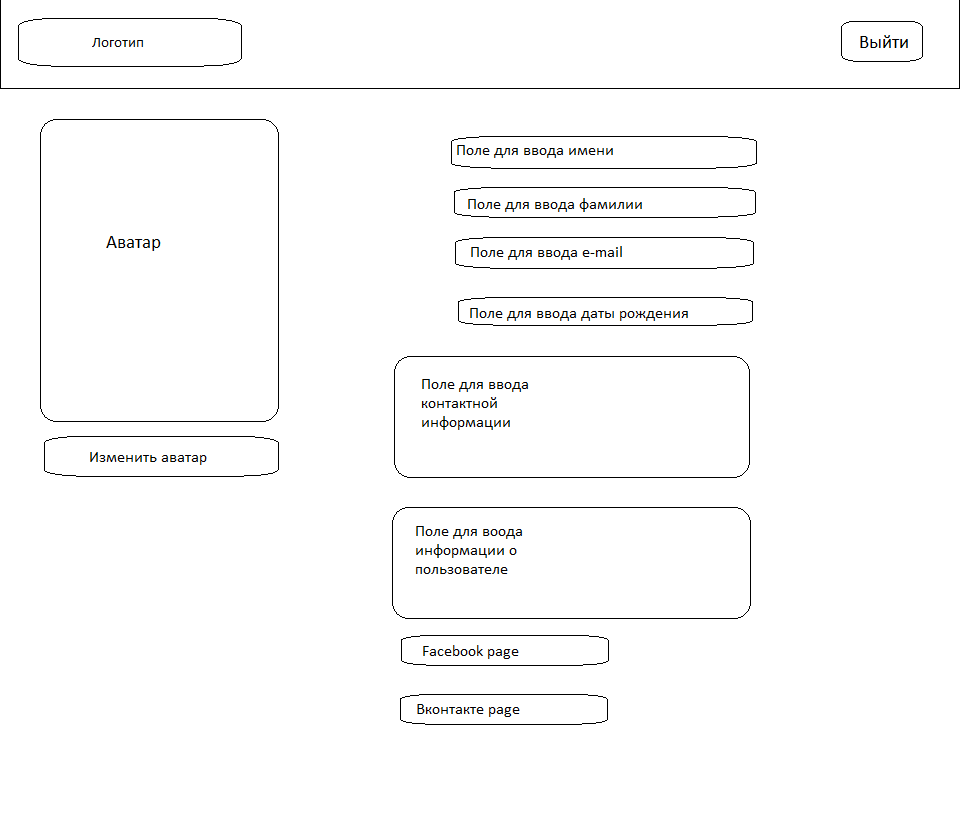 Логотип
Выйти
Аватар
Изменить аватар
Поле для ввода имени
Поле для ввода фамилии
Поле для ввода e-mail
Поле для ввода даты рождения
Поле для ввода
контактной
информации
Поле для воода
информации о
пользователе
Facebook page
Вконтакте page